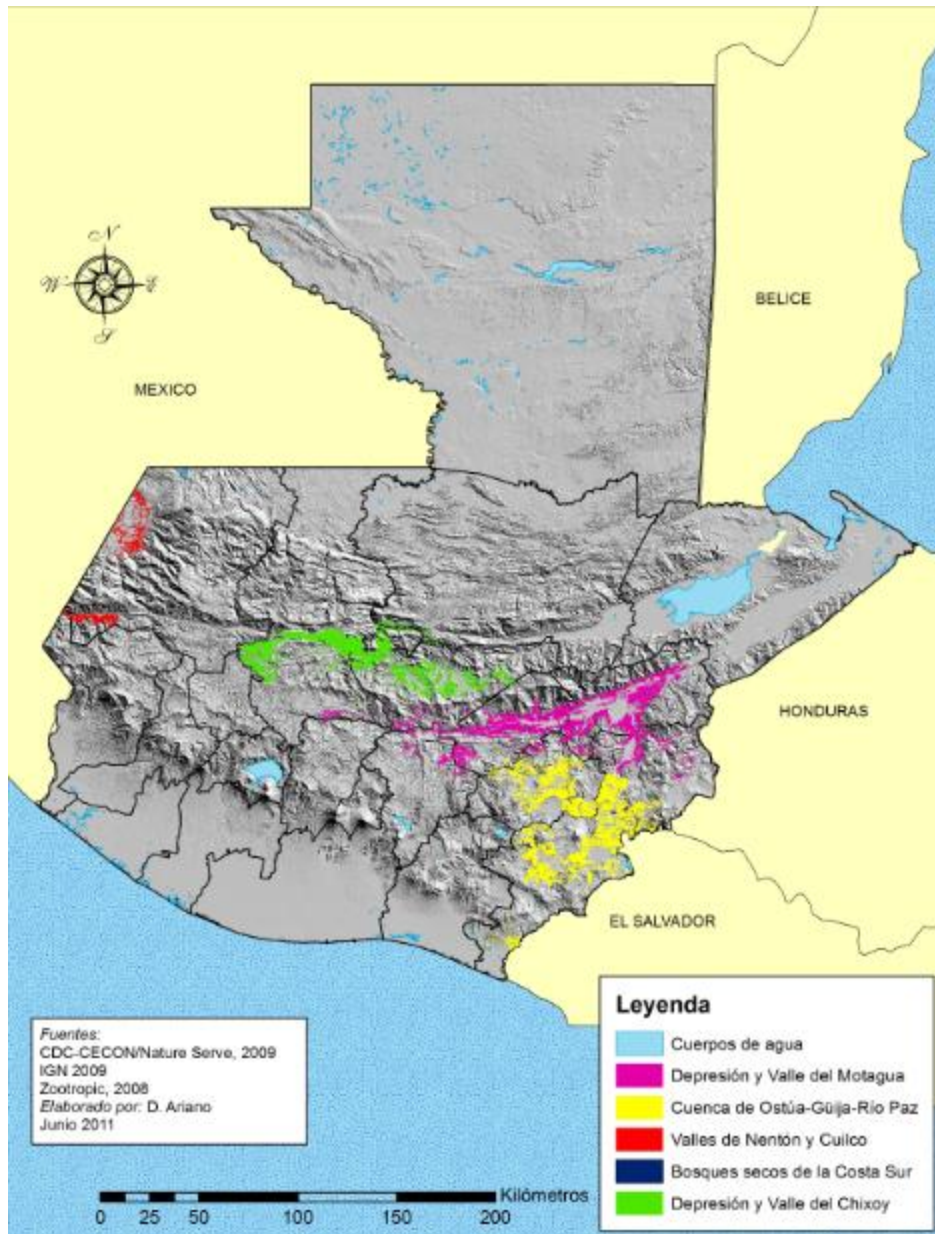 N
W E
S
BELICE
MEXICO
HONDURAS
EL SALVADOR
Fuentes:
CDC-CECON/Nature Serve, 2009
IGN 2009
Zootropic, 2008
Elaborado por: D. Ariano
Junio 2011
Leyenda
Cuerpos de agua
Depresión y Valle del Motagua
Cuenca de Ostúa-Güija-Río Paz
Valles de Nentón y Cuilco
Bosques secos de la Costa Sur
Depresión y Valle del Chixoy
Kilómetros
0 25 50 100 150 200